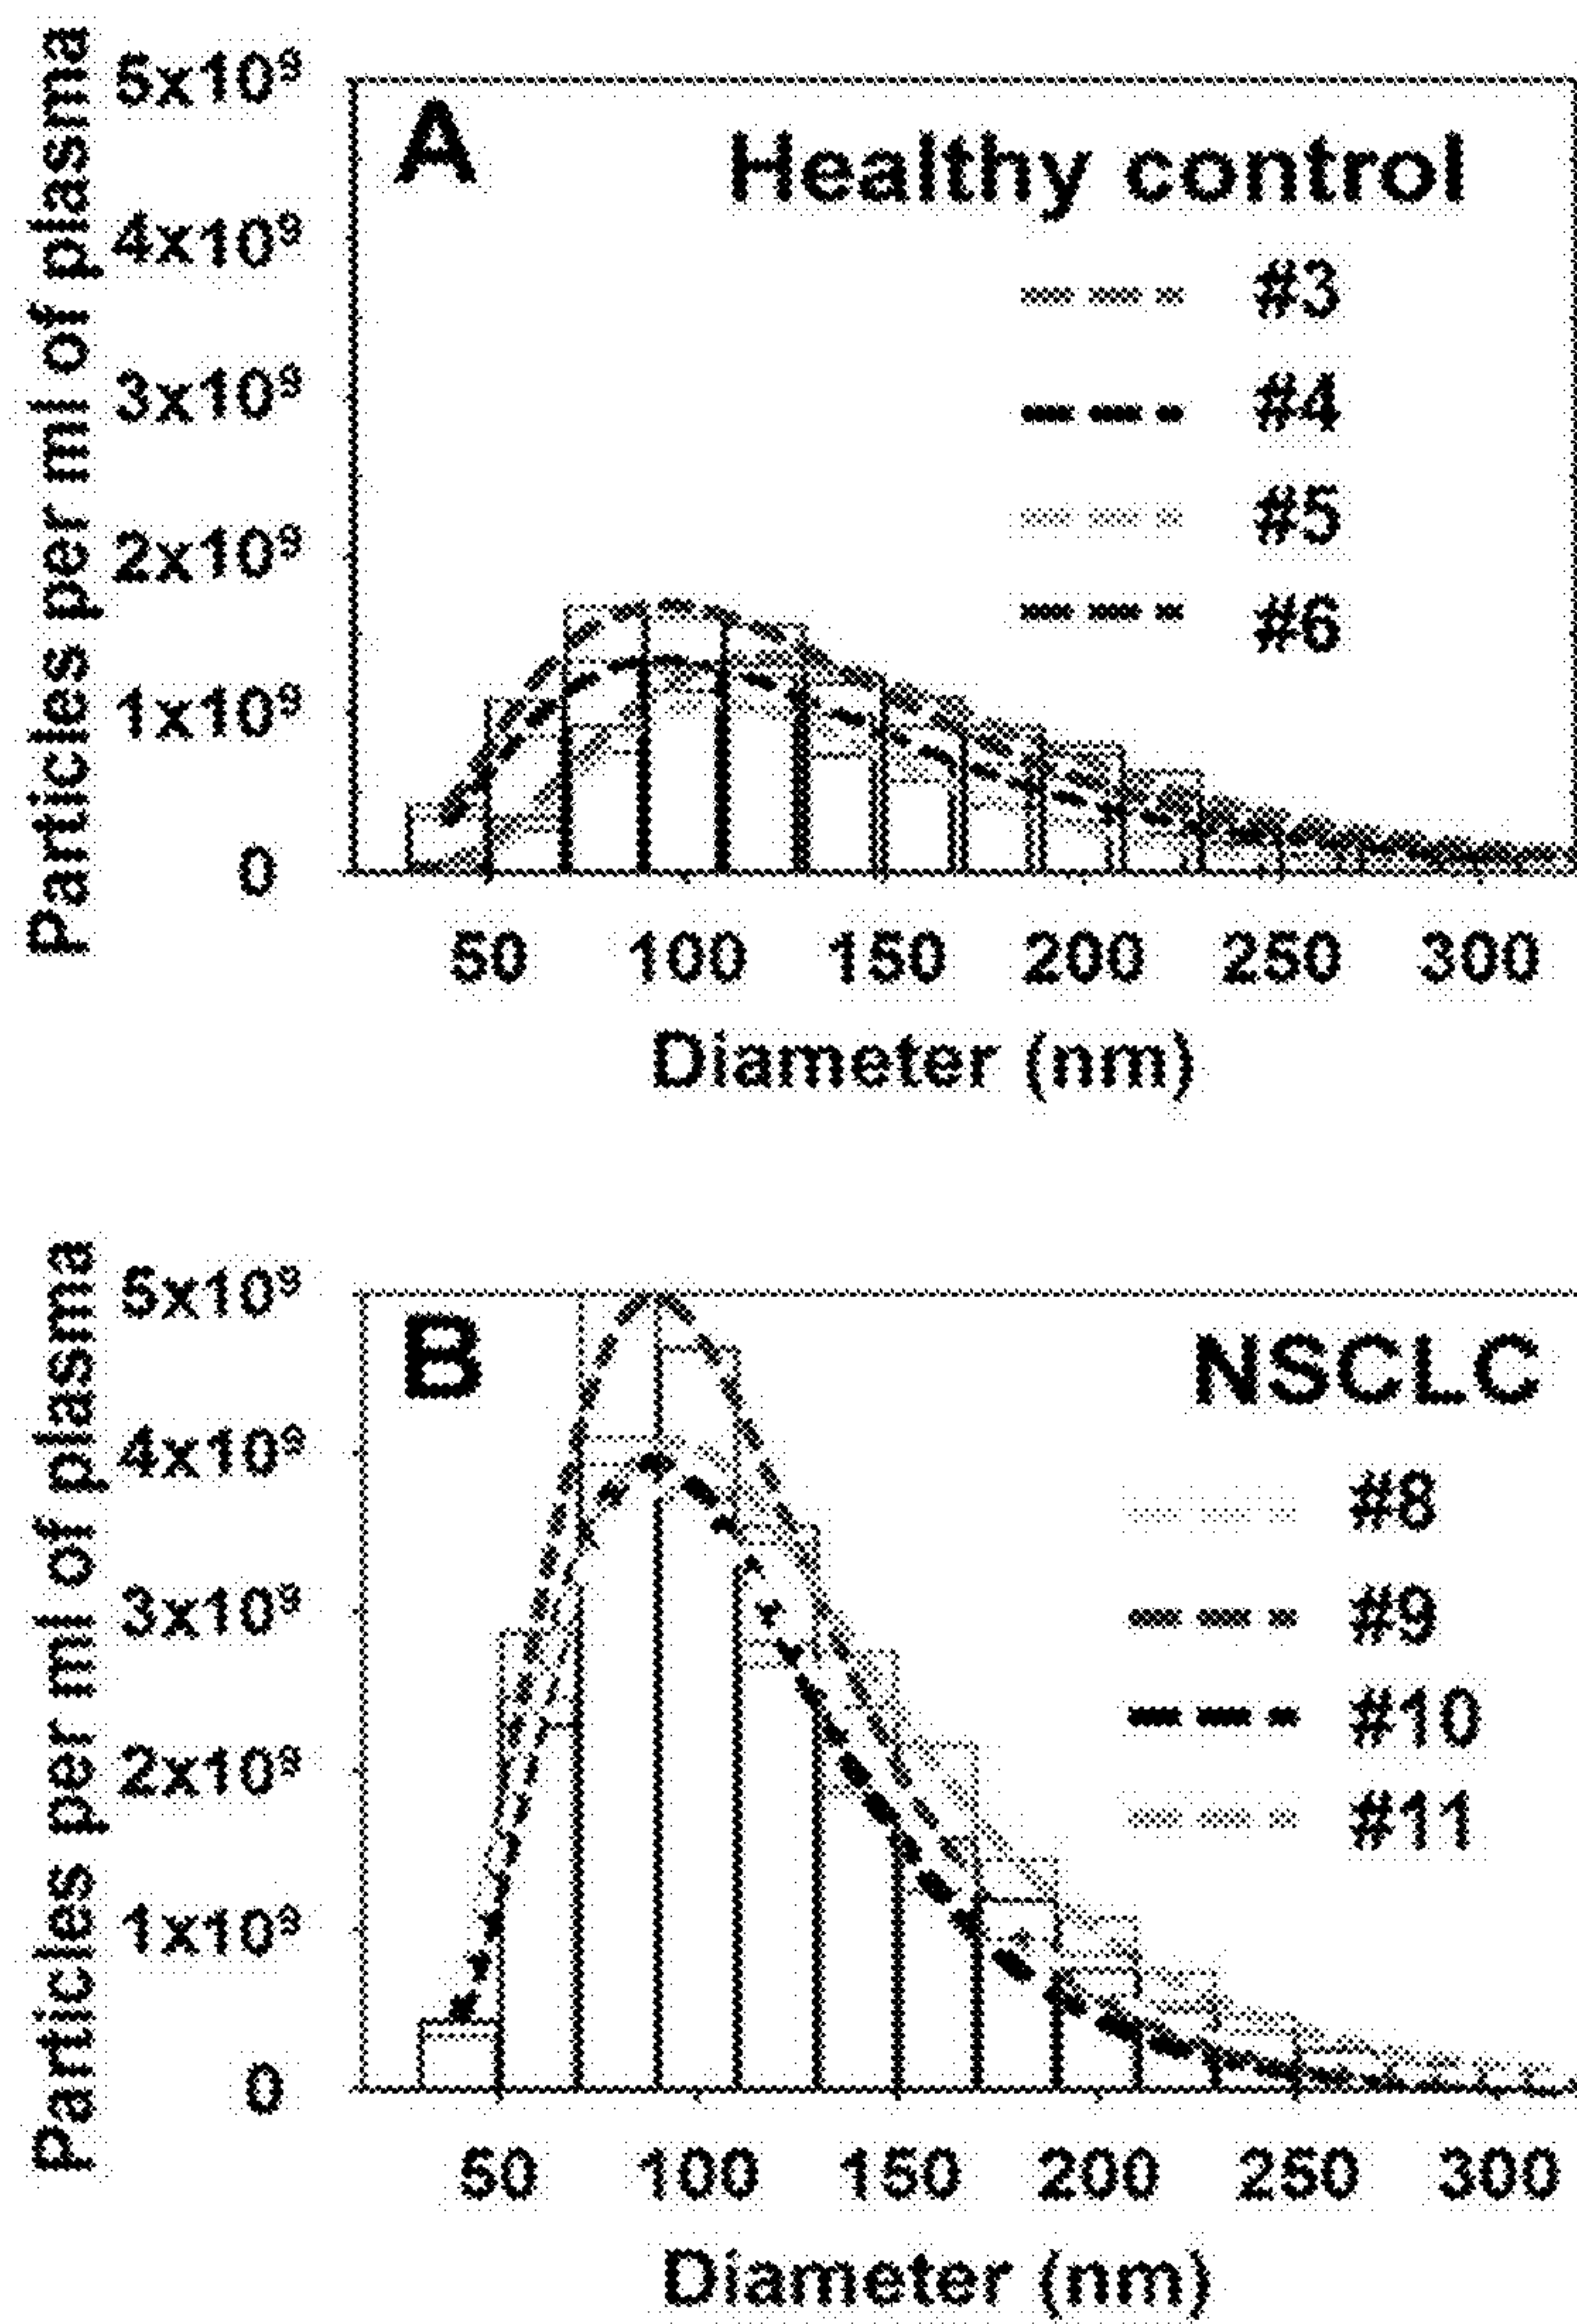 Particles per ml of plasma
5x10⁹
4x10⁹
3x10⁹
2x10⁹
1x10⁹
0
A
Healthy control
#3
#4
#5
#6
50 100 150 200 250 300
Diameter (nm)
Particles per ml of plasma
5x10⁹
4x10⁹
3x10⁹
2x10⁹
1x10⁹
0
B
NSCLC
#8
#9
#10
#11
50 100 150 200 250 300
Diameter (nm)